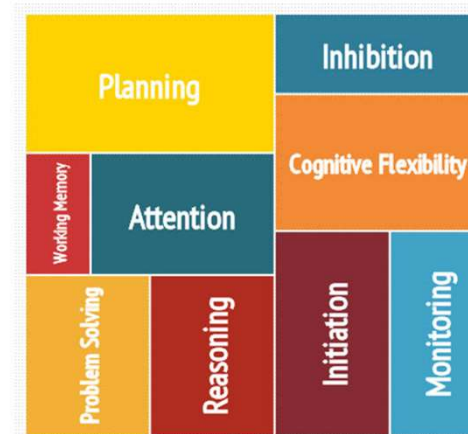 Planning
Inhibition
Cognitive Flexibility
Working Memory
Attention
Problem Solving
Reasoning
Initiation
Monitoring